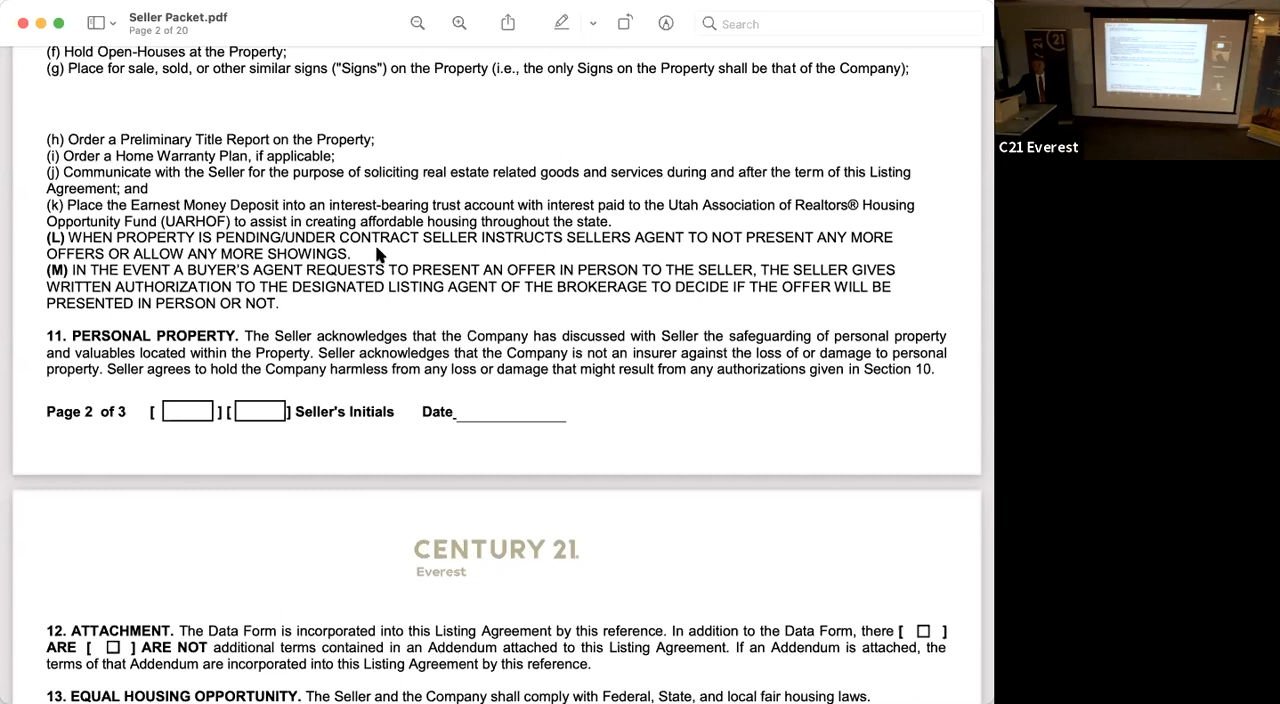 Seller Packet.pdf
Page 2 of 20
Search
(f) Hold Open-Houses at the Property;
(g) Place for sale, sold, or other similar signs ("Signs") on the Property (i.e., the only Signs on the Property shall be that of the Company);
(h) Order a Preliminary Title Report on the Property;
(i) Order a Home Warranty Plan, if applicable;
(j) Communicate with the Seller for the purpose of soliciting real estate related goods and services during and after the term of this Listing
Agreement; and
(k) Place the Earnest Money Deposit into an interest-bearing trust account with interest paid to the Utah Association of Realtors® Housing
Opportunity Fund (UARHOF) to assist in creating affordable housing throughout the state.
(L) WHEN PROPERTY IS PENDING/UNDER CONTRACT SELLER INSTRUCTS SELLERS AGENT TO NOT PRESENT ANY MORE
OFFERS OR ALLOW ANY MORE SHOWINGS.
(M) IN THE EVENT A BUYER'S AGENT REQUESTS TO PRESENT AN OFFER IN PERSON TO THE SELLER, THE SELLER GIVES
WRITTEN AUTHORIZATION TO THE DESIGNATED LISTING AGENT OF THE BROKERAGE TO DECIDE IF THE OFFER WILL BE
PRESENTED IN PERSON OR NOT.
11. PERSONAL PROPERTY. The Seller acknowledges that the Company has discussed with Seller the safeguarding of personal property
and valuables located within the Property. Seller acknowledges that the Company is not an insurer against the loss of or damage to personal
property. Seller agrees to hold the Company harmless from any loss or damage that might result from any authorizations given in Section 10.
Page 2 of 3 [ ] [ ] Seller's Initials Date
CENTURY 21.
Everest
12. ATTACHMENT. The Data Form is incorporated into this Listing Agreement by this reference. In addition to the Data Form, there [ ☐ ]
ARE [ ☐ ] ARE NOT additional terms contained in an Addendum attached to this Listing Agreement. If an Addendum is attached, the
terms of that Addendum are incorporated into this Listing Agreement by this reference.
13. EQUAL HOUSING OPPORTUNITY. The Seller and the Company shall comply with Federal, State, and local fair housing laws.
21
C21 Everest